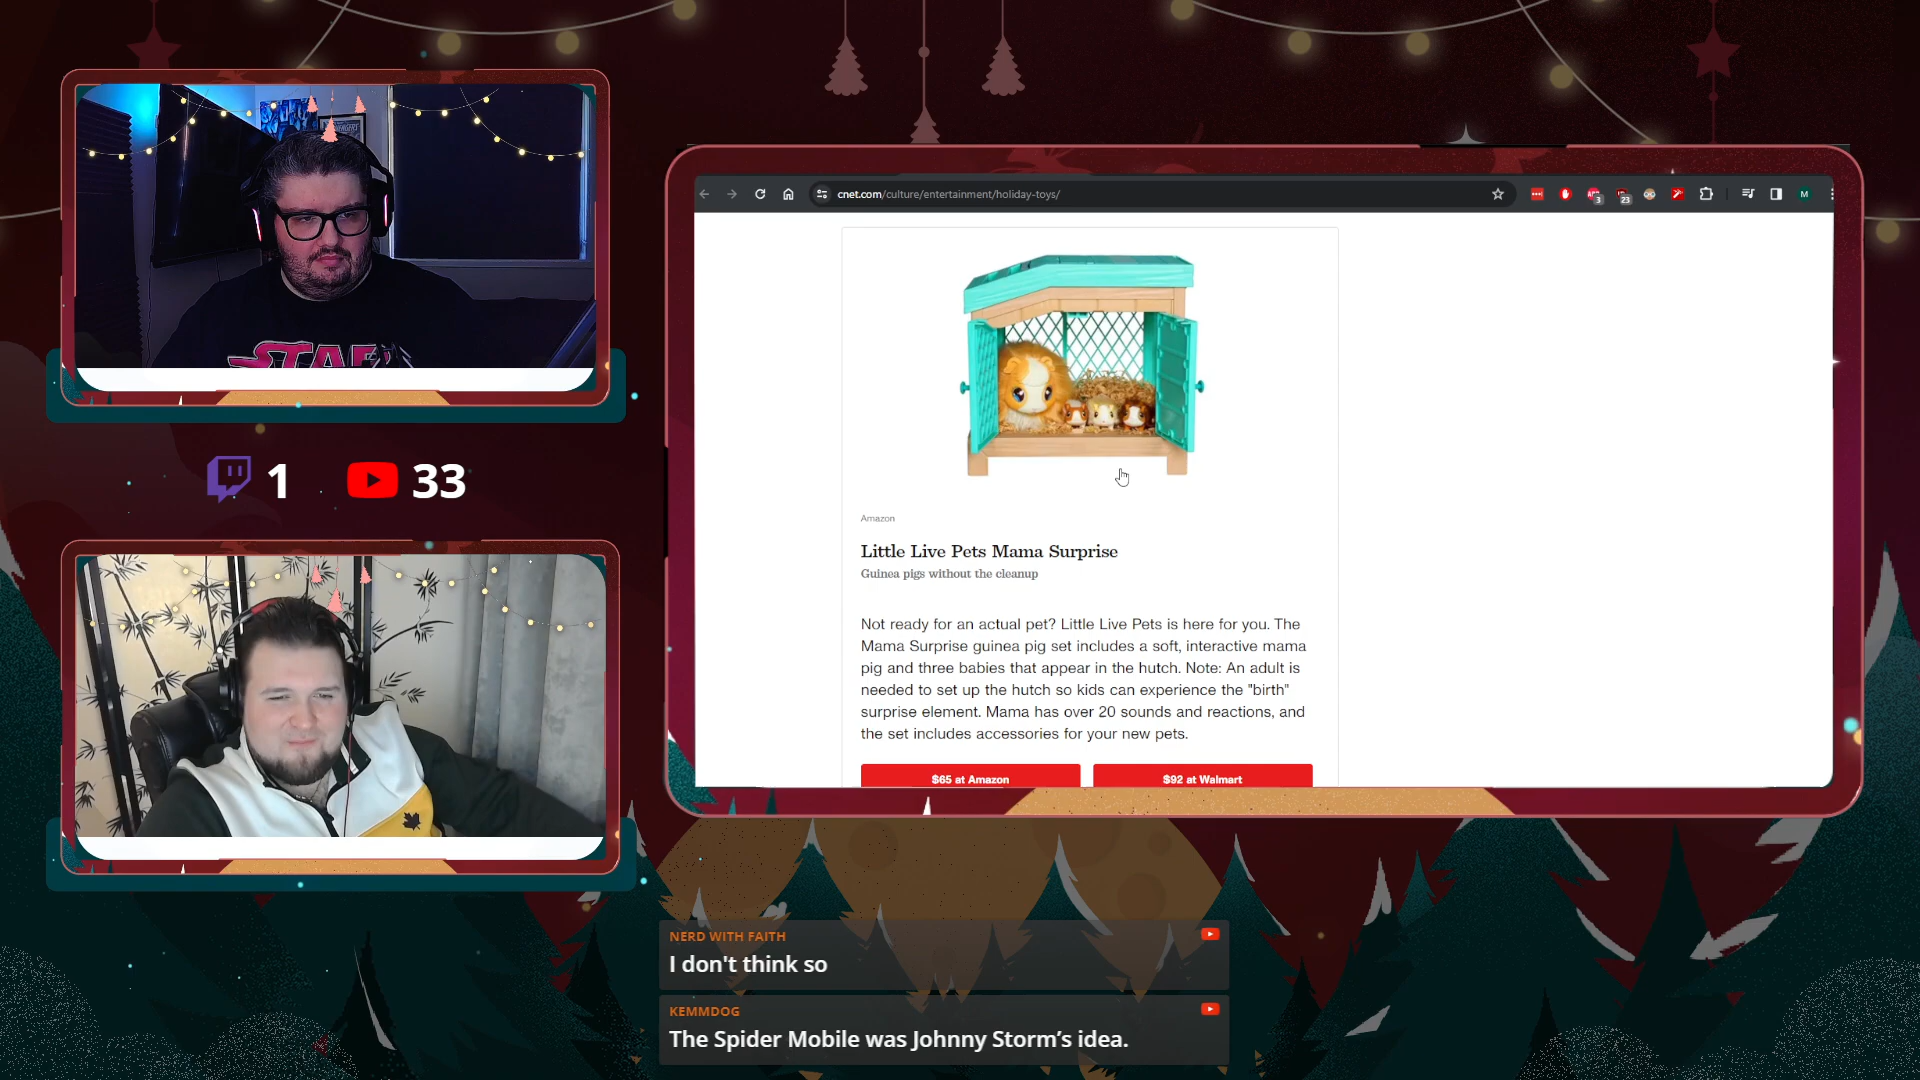 AVENGERS
STAR
1
33
cnet.com/culture/entertainment/holiday-toys/
3
23
M
Amazon
Little Live Pets Mama Surprise
Guinea pigs without the cleanup
Not ready for an actual pet? Little Live Pets is here for you. The
Mama Surprise guinea pig set includes a soft, interactive mama
pig and three babies that appear in the hutch. Note: An adult is
needed to set up the hutch so kids can experience the "birth"
surprise element. Mama has over 20 sounds and reactions, and
the set includes accessories for your new pets.
$65 at Amazon
$92 at Walmart
NERD WITH FAITH
I don't think so
KEMMDOG
The Spider Mobile was Johnny Storm’s idea.